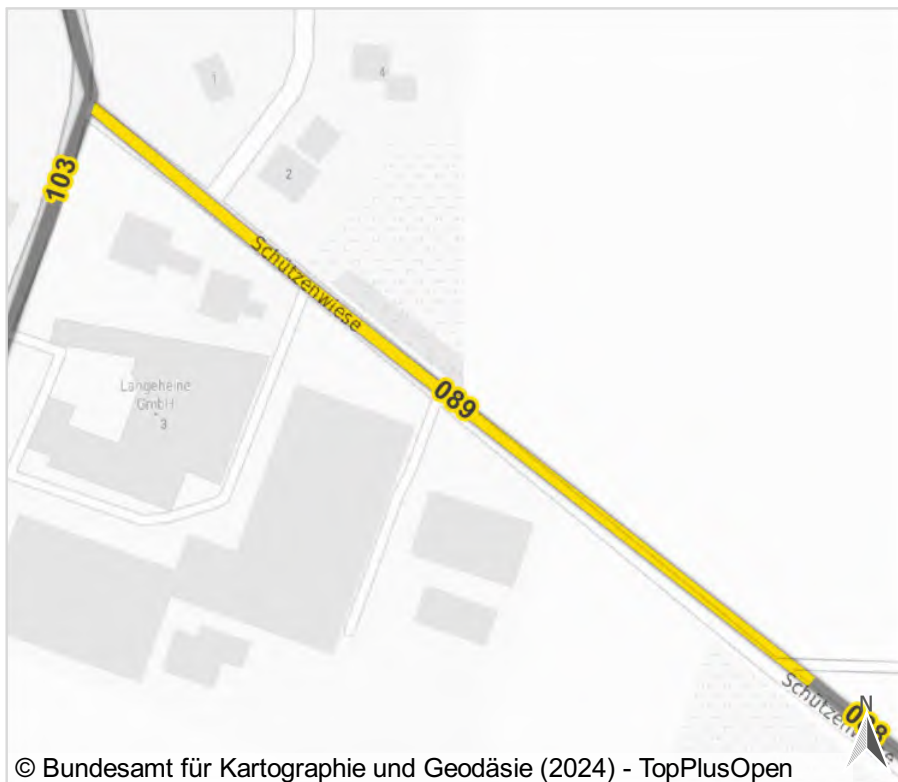 1
4
103
2
Schützenwiese
Langeheine
GmbH
3
089
N
© Bundesamt für Kartographie und Geodäsie (2024) - TopPlusOpen